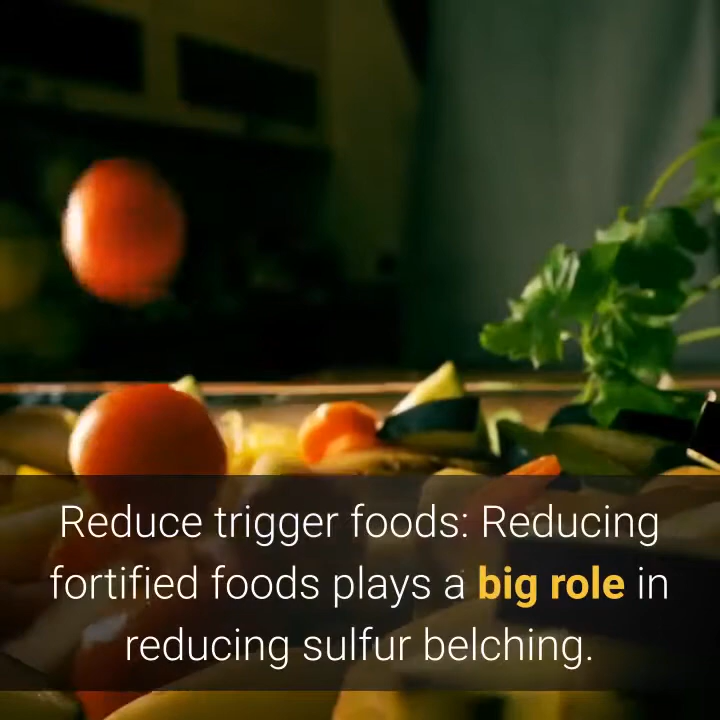 Reduce trigger foods: Reducing
fortified foods plays a big role in
reducing sulfur belching.